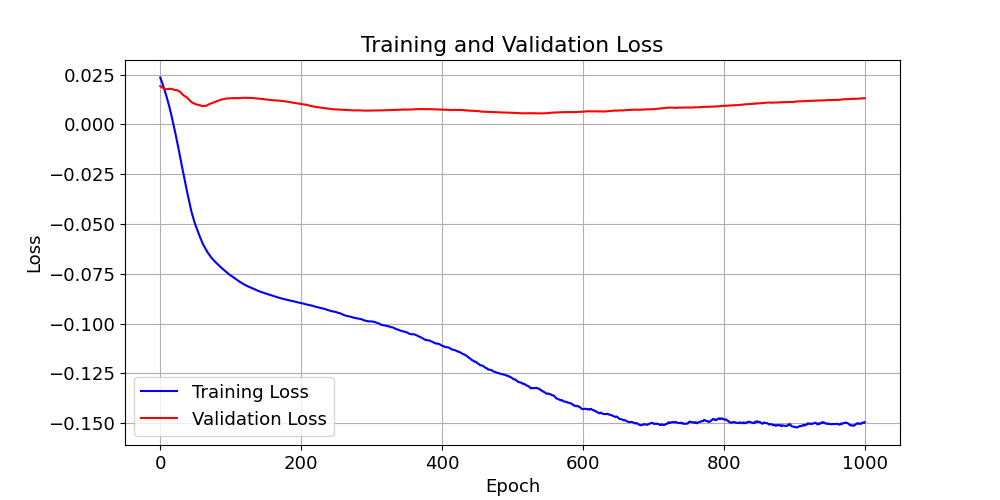 Training and Validation Loss
Loss
0.025
0.000
−0.025
−0.050
−0.075
−0.100
−0.125
−0.150
Training Loss
Validation Loss
0
200
400
600
800
1000
Epoch